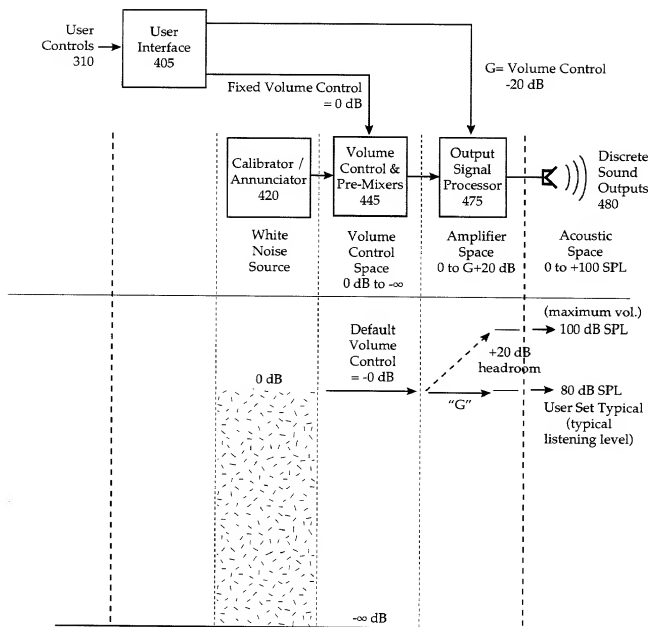 User
Controls
310
User
Interface
405
Fixed Volume Control
= 0 dB
G= Volume Control
-20 dB
Calibrator /
Annunciator
420
Volume
Control &
Pre-Mixers
445
Output
Signal
Processor
475
Discrete
Sound
Outputs
480
White
Noise
Source
Volume
Control
Space
0 dB to -∞
Amplifier
Space
0 to G+20 dB
Acoustic
Space
0 to +100 SPL
(maximum vol.)
100 dB SPL
Default
Volume
Control
= -0 dB
+20 dB
headroom
0 dB
"G"
80 dB SPL
User Set Typical
(typical
listening level)
-∞ dB